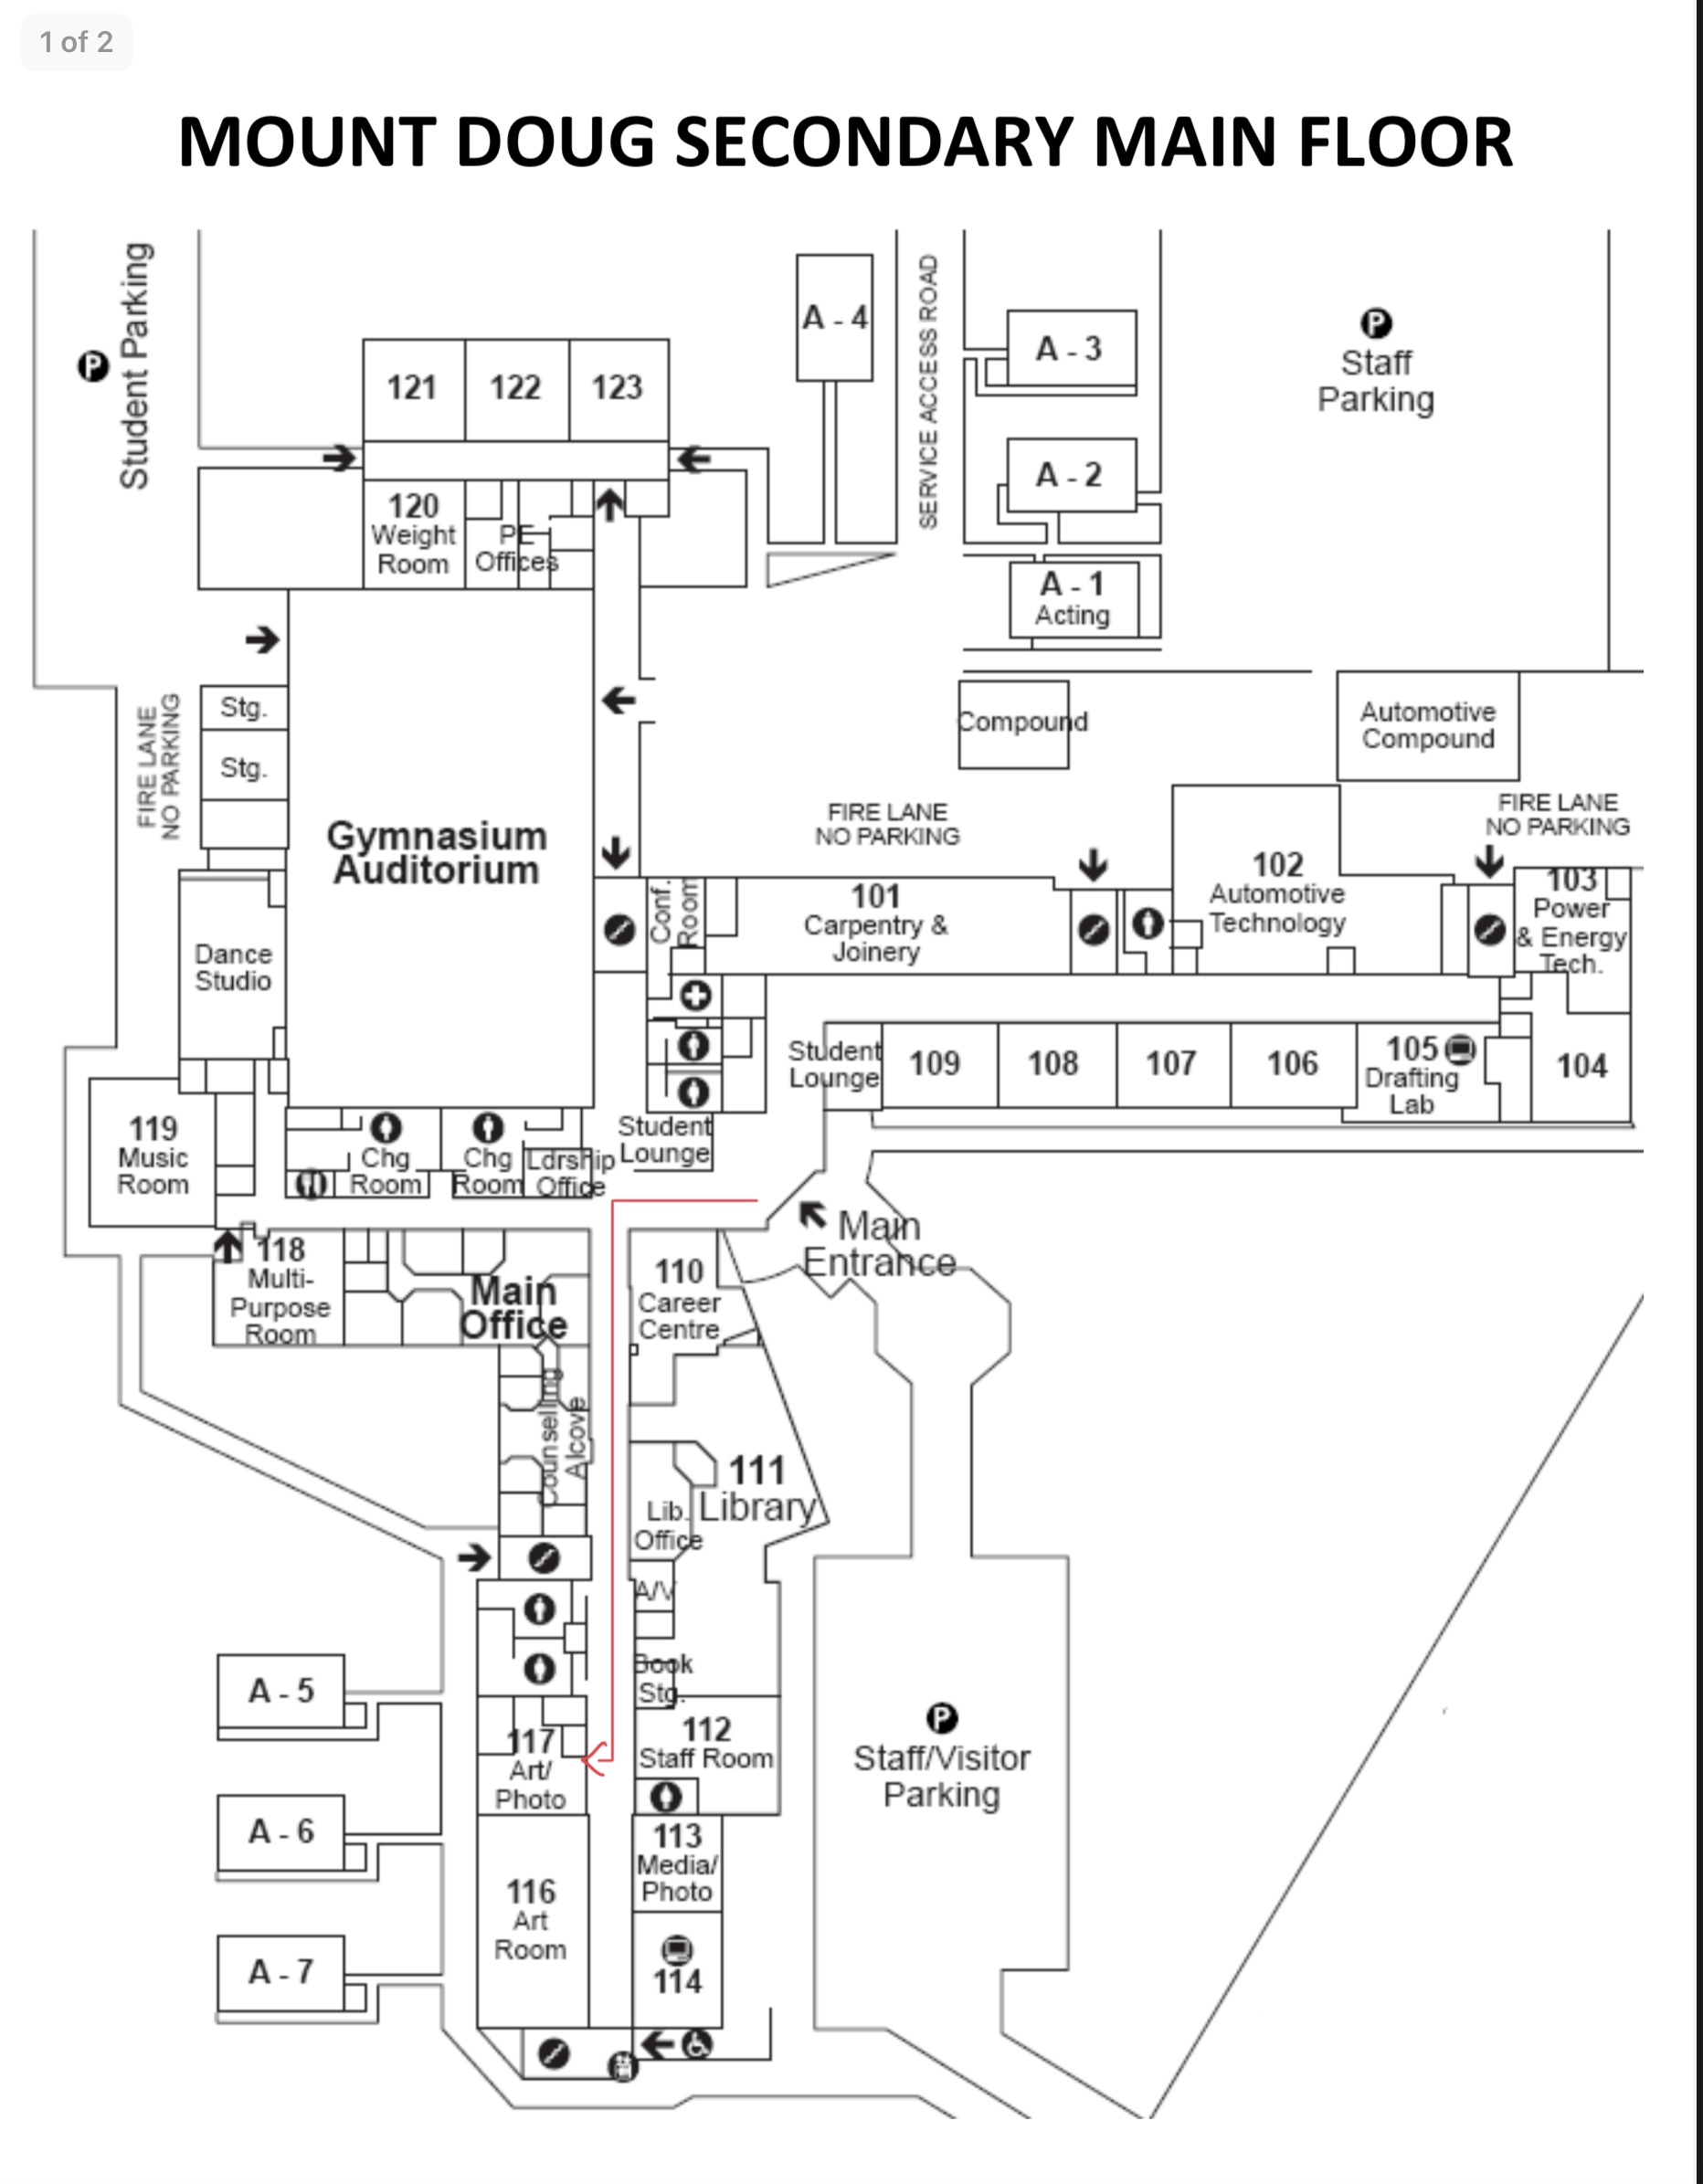 1 of 2
MOUNT DOUG SECONDARY MAIN FLOOR
Student Parking
P
121
122
123
A - 4
SERVICE ACCESS ROAD
A - 3
P
Staff
Parking
A - 2
120
Weight
Room
PE
Offices
A - 1
Acting
FIRE LANE
NO PARKING
Stg.
Stg.
Compound
Automotive
Compound
Gymnasium
Auditorium
FIRE LANE
NO PARKING
FIRE LANE
NO PARKING
Conf.
Room
101
Carpentry &
Joinery
102
Automotive
Technology
103
Power
& Energy
Tech.
Dance
Studio
Student
Lounge
109
108
107
106
105
Drafting
Lab
104
119
Music
Room
Chg
Room
Chg
Room
Ldrship
Office
Student
Lounge
Main
Entrance
118
Multi-
Purpose
Room
Main
Office
110
Career
Centre
Counselling
Alcove
111
Library
Lib.
Office
A/V
Book
Stg.
A - 5
117
Art/
Photo
112
Staff Room
P
Staff/Visitor
Parking
A - 6
113
Media/
Photo
116
Art
Room
A - 7
114